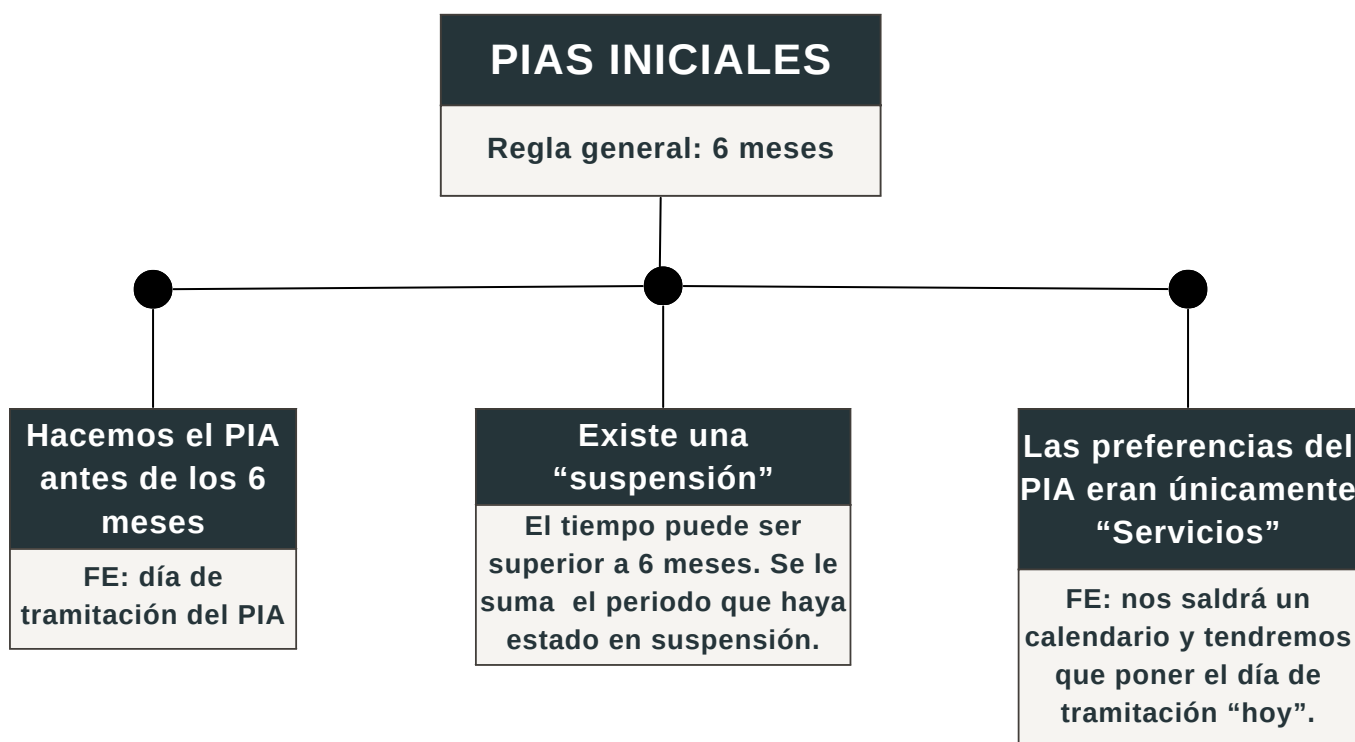 PIAS INICIALES
Regla general: 6 meses
Hacemos el PIA
antes de los 6
meses
FE: día de
tramitación del PIA
Existe una
“suspensión”
El tiempo puede ser
superior a 6 meses. Se le
suma  el periodo que haya
estado en suspensión.
Las preferencias del
PIA eran únicamente
“Servicios”
FE: nos saldrá un
calendario y tendremos
que poner el día de
tramitación “hoy”.